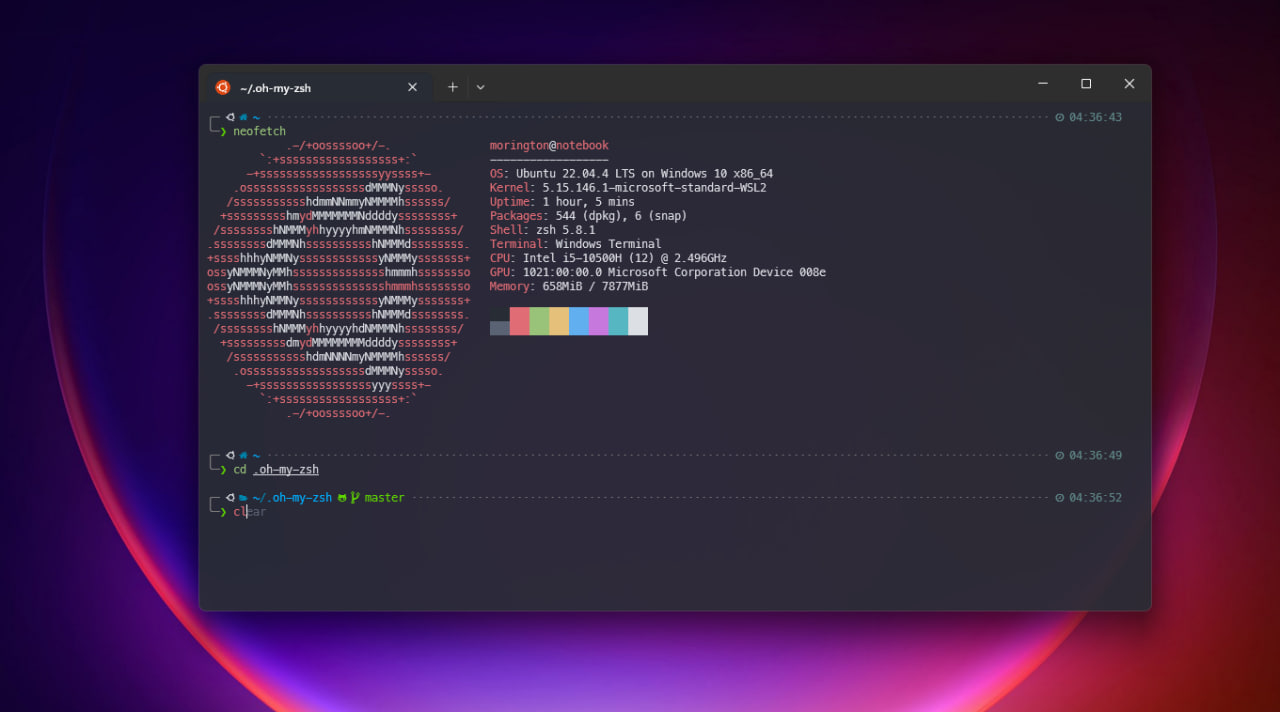 ~/.oh-my-zsh
~ 04:36:43
❯ neofetch
.-/+oossssoo+/-. morington@notebook
`:+ssssssssssssssssss+:` ------------------
-+ssssssssssssssssssyyssss+- OS: Ubuntu 22.04.4 LTS on Windows 10 x86_64
.ossssssssssssssssssdMMMNysssso. Kernel: 5.15.146.1-microsoft-standard-WSL2
/ssssssssssshdmmNNmmyNMMMMhssssss/ Uptime: 1 hour, 5 mins
+ssssssssshmydMMMMMMMNddddyssssssss+ Packages: 544 (dpkg), 6 (snap)
/sssssssshNMMMyhhyyyyhmNMMMNhssssssss/ Shell: zsh 5.8.1
.ssssssssdMMMNhsssssssssshNMMMdssssssss. Terminal: Windows Terminal
+sssshhhyNMMNyssssssssssssyNMMMysssssss+ CPU: Intel i5-10500H (12) @ 2.496GHz
ossyNMMMNyMMhsssssssssssssshmmmhssssssso GPU: 1021:00:00.0 Microsoft Corporation Device 008e
ossyNMMMNyMMhsssssssssssssshmmmhssssssso Memory: 658MiB / 7877MiB
+sssshhhyNMMNyssssssssssssyNMMMysssssss+
.ssssssssdMMMNhsssssssssshNMMMdssssssss.
/sssssssshNMMMyhhyyyyhdNMMMNhssssssss/
+sssssssssdmydMMMMMMMMddddyssssssss+
/ssssssssssshdmNNNNmyNMMMMhssssss/
.ossssssssssssssssssdMMMNysssso.
-+sssssssssssssssssyyyssss+-
`:+ssssssssssssssssss+:`
.-/+oossssoo+/-.
~ 04:36:49
❯ cd .oh-my-zsh
~/.oh-my-zsh master 04:36:52
❯ clear